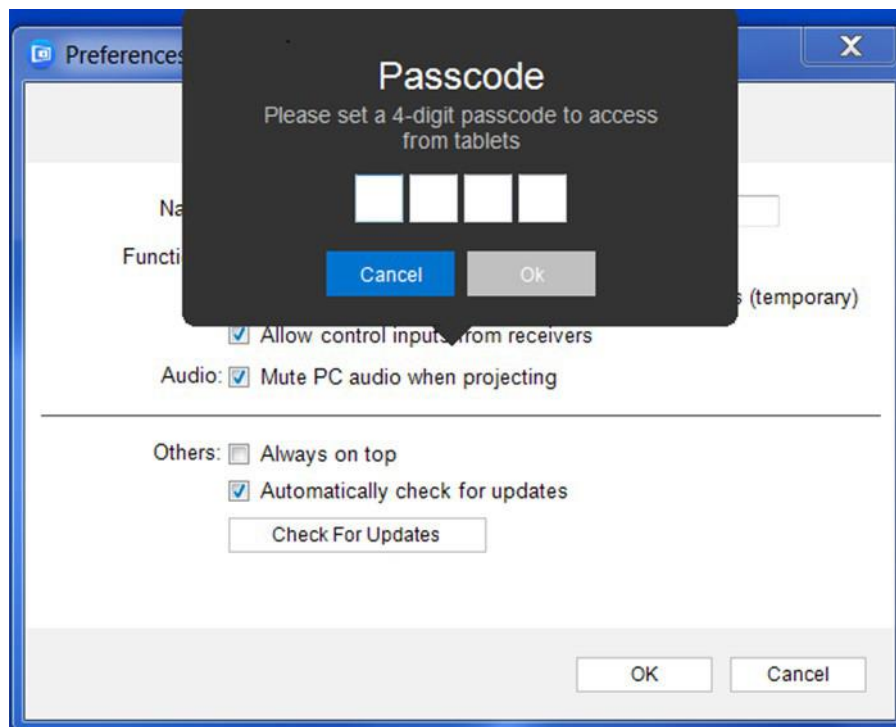 Preferences
X
Passcode
Please set a 4-digit passcode to access
from tablets
Cancel Ok
(temporary)
Allow control inputs from receivers
Audio: Mute PC audio when projecting
Others: Always on top
Automatically check for updates
Check For Updates
OK Cancel